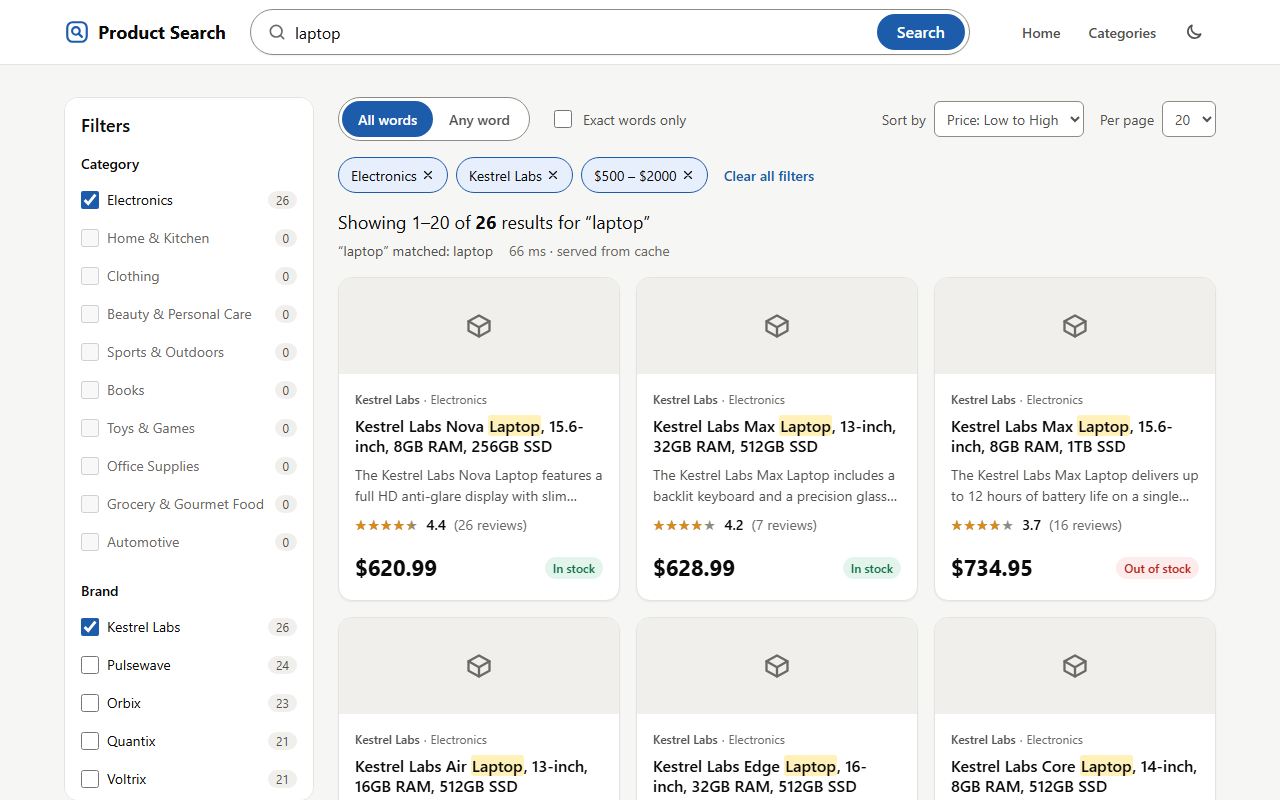 Product Search
laptop
Search
Home
Categories
Filters
Category
Electronics 26
Home & Kitchen 0
Clothing 0
Beauty & Personal Care 0
Sports & Outdoors 0
Books 0
Toys & Games 0
Office Supplies 0
Grocery & Gourmet Food 0
Automotive 0
Brand
Kestrel Labs 26
Pulsewave 24
Orbix 23
Quantix 21
Voltrix 21
All words
Any word
Exact words only
Sort by
Price: Low to High
Per page
20
Electronics ✕
Kestrel Labs ✕
$500 – $2000 ✕
Clear all filters
Showing 1–20 of 26 results for “laptop”
“laptop” matched: laptop 66 ms · served from cache
Kestrel Labs · Electronics
Kestrel Labs Nova Laptop, 15.6-
inch, 8GB RAM, 256GB SSD
The Kestrel Labs Nova Laptop features a
full HD anti-glare display with slim...
★★★★★ 4.4 (26 reviews)
$620.99
In stock
Kestrel Labs · Electronics
Kestrel Labs Max Laptop, 13-inch,
32GB RAM, 512GB SSD
The Kestrel Labs Max Laptop includes a
backlit keyboard and a precision glass...
★★★★★ 4.2 (7 reviews)
$628.99
In stock
Kestrel Labs · Electronics
Kestrel Labs Max Laptop, 15.6-
inch, 8GB RAM, 1TB SSD
The Kestrel Labs Max Laptop delivers up
to 12 hours of battery life on a single...
★★★★★ 3.7 (16 reviews)
$734.95
Out of stock
Kestrel Labs · Electronics
Kestrel Labs Air Laptop, 13-inch,
16GB RAM, 512GB SSD
Kestrel Labs · Electronics
Kestrel Labs Edge Laptop, 16-
inch, 32GB RAM, 512GB SSD
Kestrel Labs · Electronics
Kestrel Labs Core Laptop, 14-inch,
8GB RAM, 512GB SSD